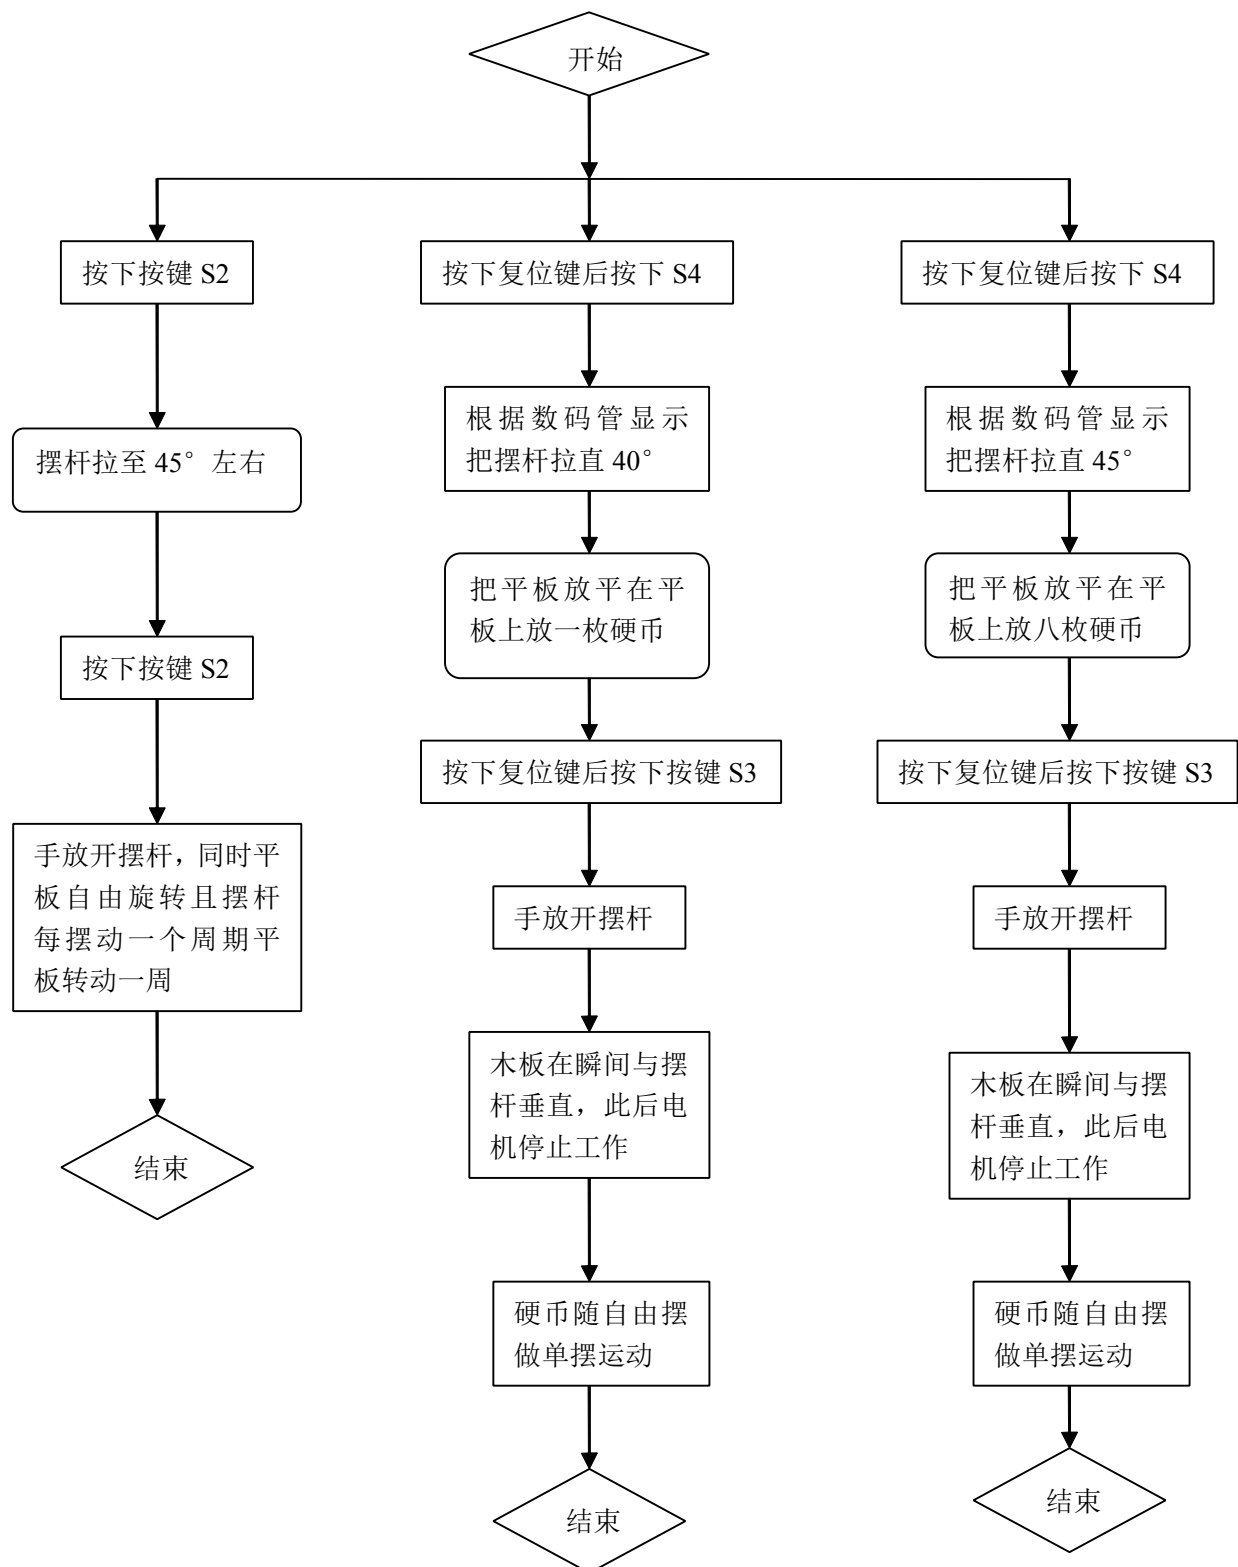 开始
按下按键 S2
摆杆拉至 45°左右
按下按键 S2
手放开摆杆，同时平
板自由旋转且摆杆
每摆动一个周期平
板转动一周
结束
按下复位键后按下 S4
根据数码管显示
把摆杆拉直 40°
把平板放平在平
板上放一枚硬币
按下复位键后按下按键 S3
手放开摆杆
木板在瞬间与摆
杆垂直，此后电
机停止工作
硬币随自由摆
做单摆运动
结束
按下复位键后按下 S4
根据数码管显示
把摆杆拉直 45°
把平板放平在平
板上放八枚硬币
按下复位键后按下按键 S3
手放开摆杆
木板在瞬间与摆
杆垂直，此后电
机停止工作
硬币随自由摆
做单摆运动
结束